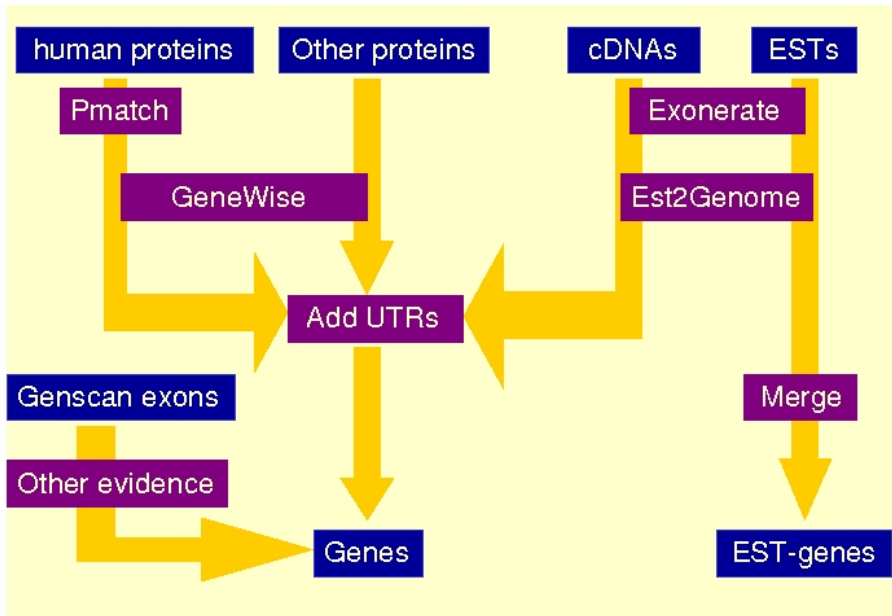 human proteins
Other proteins
cDNAs
ESTs
Pmatch
Exonerate
GeneWise
Est2Genome
Add UTRs
Genscan exons
Merge
Other evidence
Genes
EST-genes